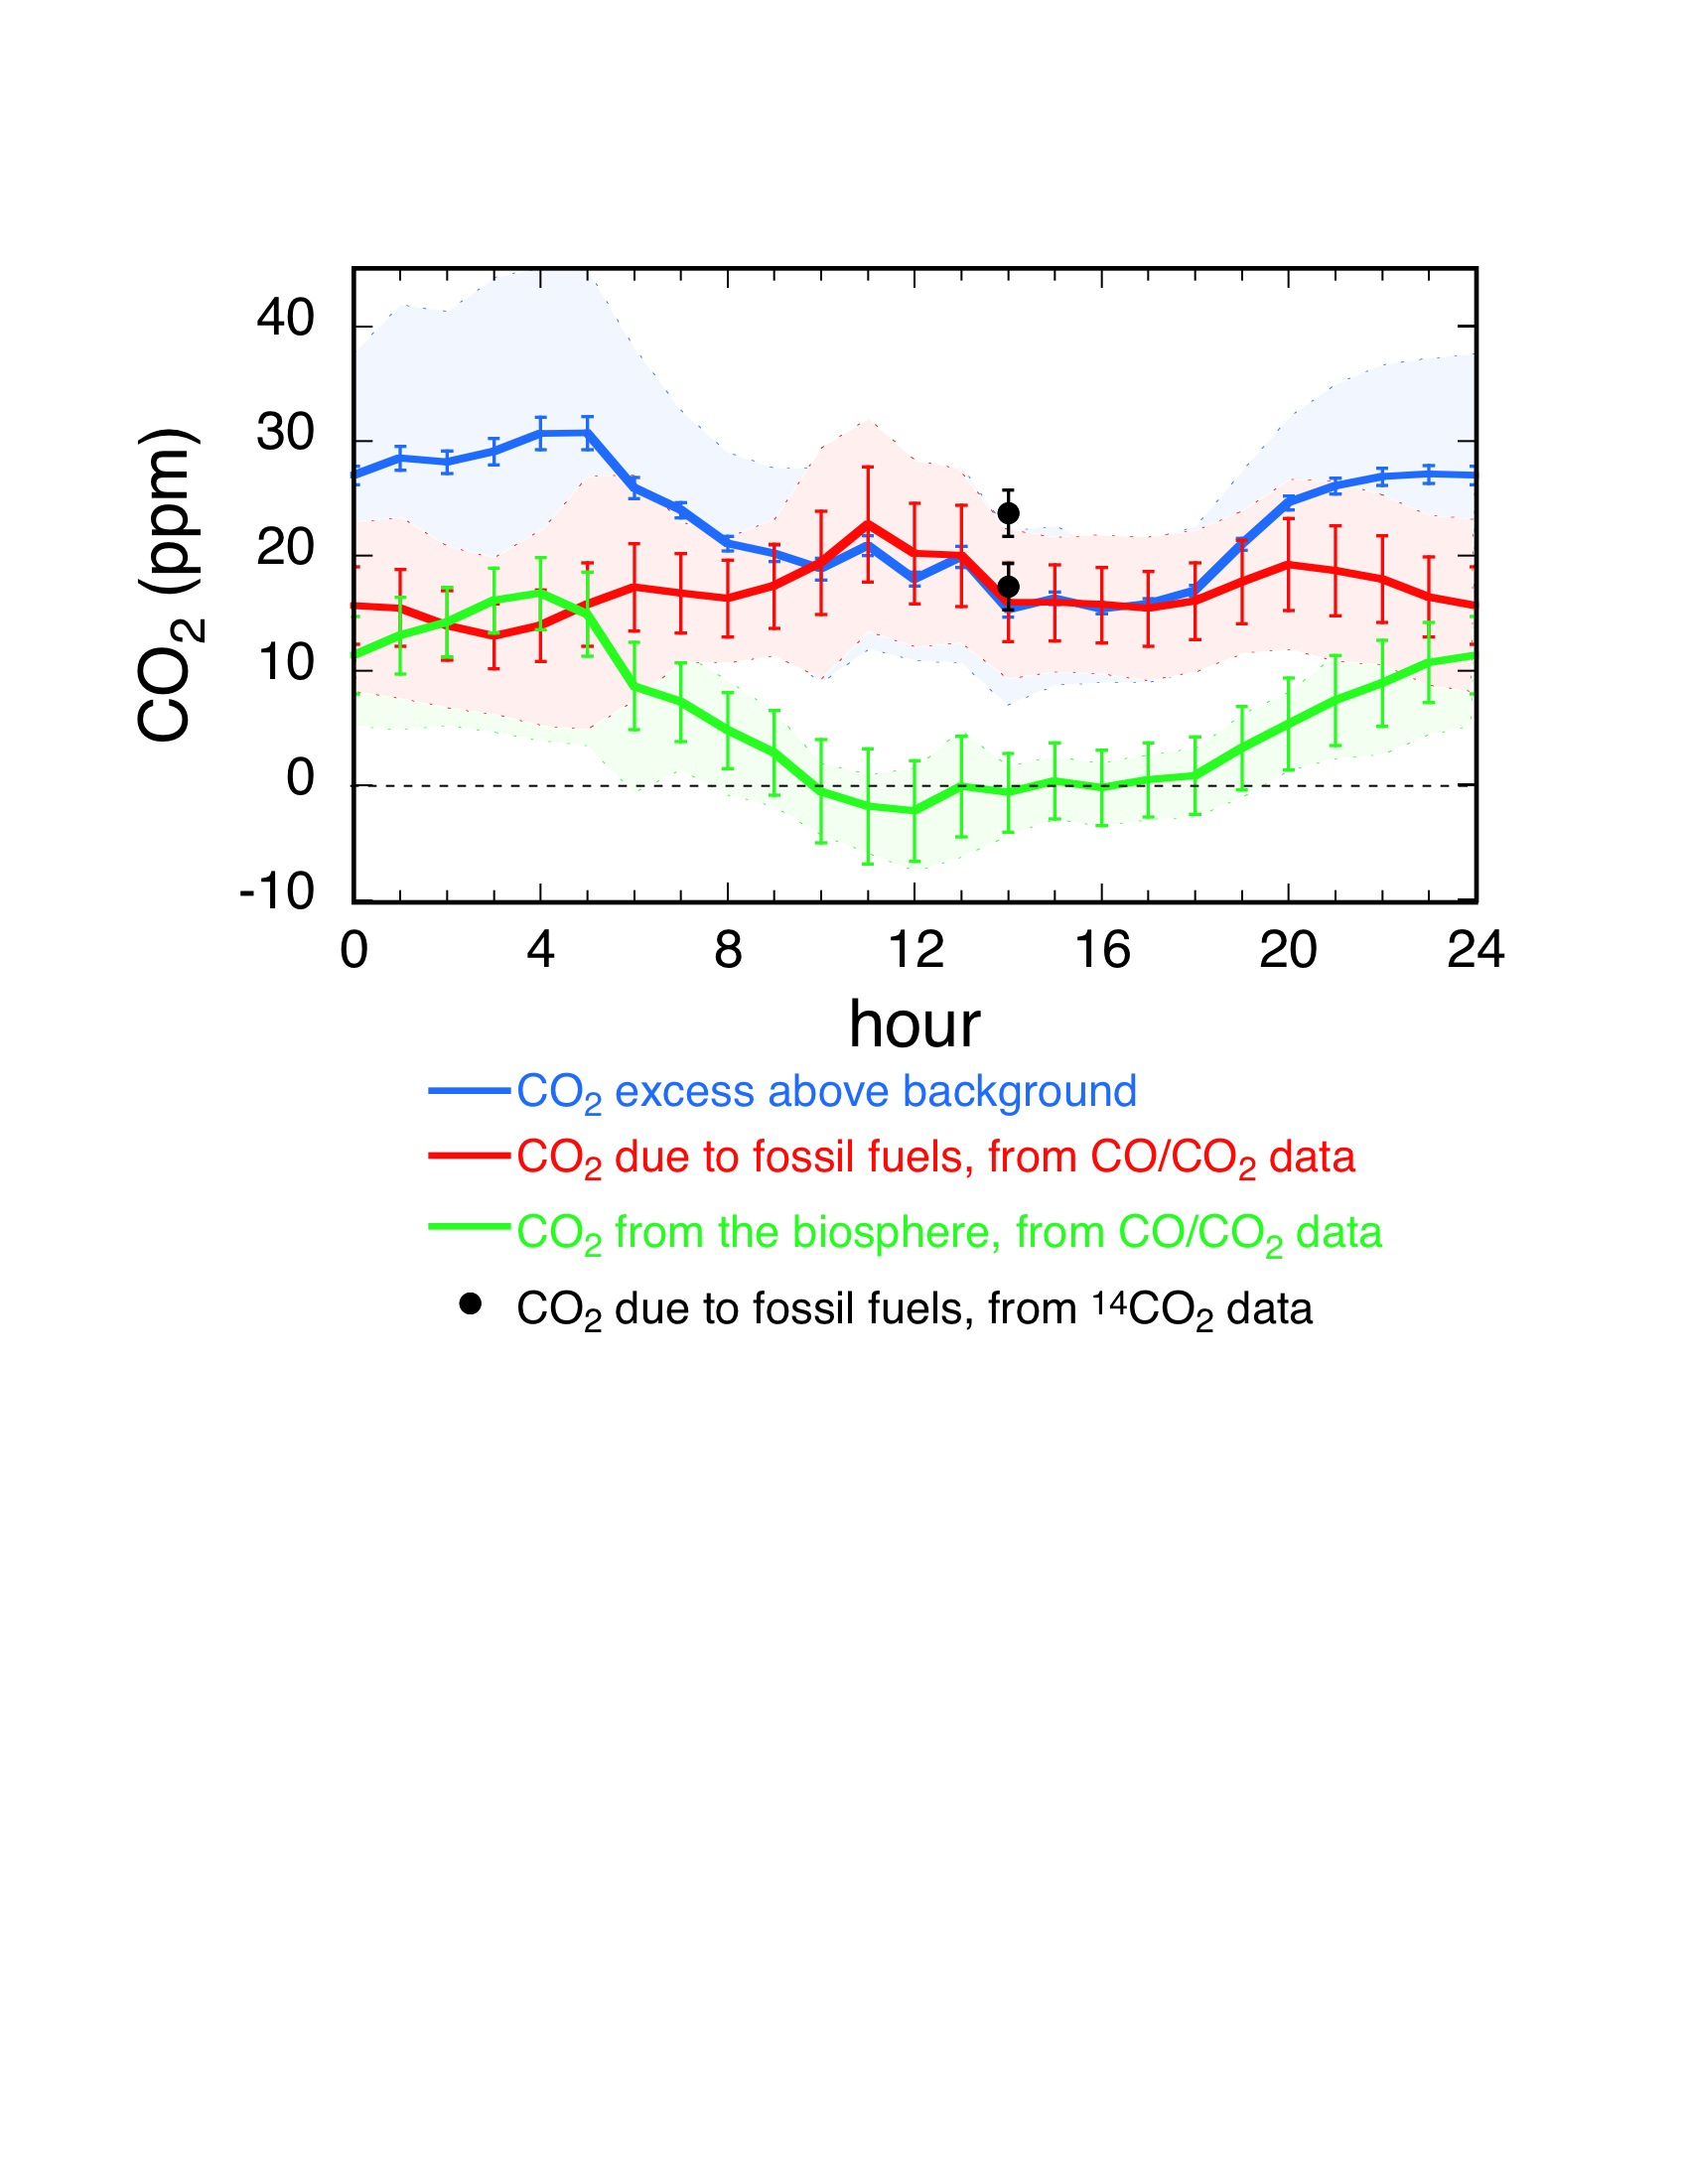 40
30
20
10
0
-10
CO2 (ppm)
0 4 8 12 16 20 24
hour
CO2 excess above background
CO2 due to fossil fuels, from CO/CO2 data
CO2 from the biosphere, from CO/CO2 data
CO2 due to fossil fuels, from 14CO2 data